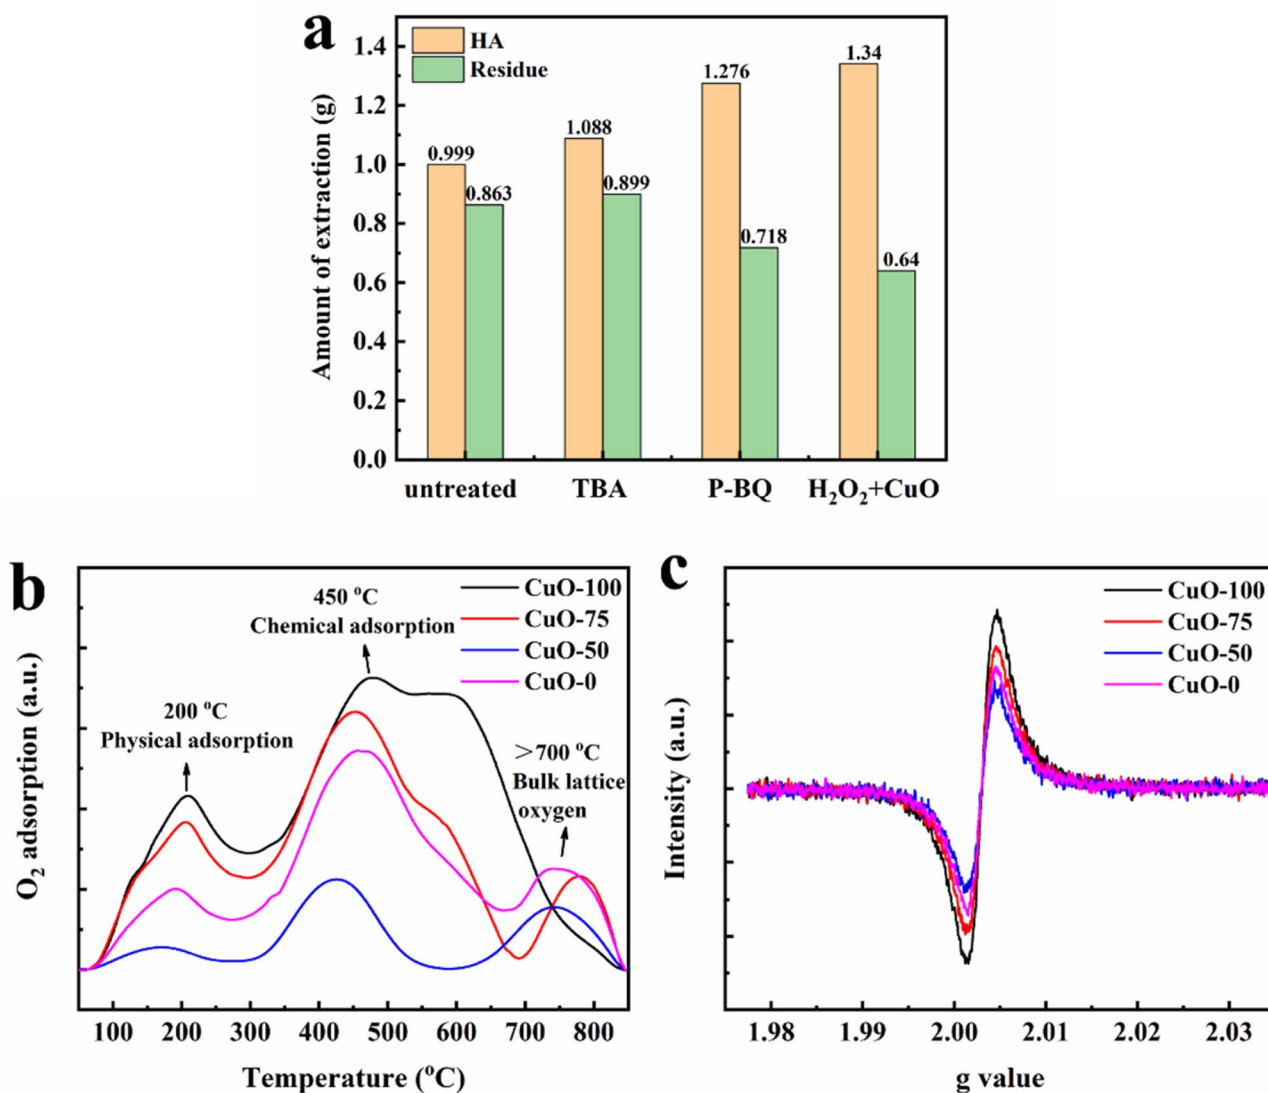 a
HA
Residue
Amount of extraction (g)
1.4
1.2
1.0
0.8
0.6
0.4
0.2
0.0
0.999
0.863
1.088
0.899
1.276
0.718
1.34
0.64
untreated TBA P-BQ H₂O₂+CuO
b
CuO-100
CuO-75
CuO-50
CuO-0
450 °C
Chemical adsorption
200 °C
Physical adsorption
>700 °C
Bulk lattice
oxygen
O₂ adsorption (a.u.)
100 200 300 400 500 600 700 800
Temperature (°C)
c
CuO-100
CuO-75
CuO-50
CuO-0
Intensity (a.u.)
1.98 1.99 2.00 2.01 2.02 2.03
g value